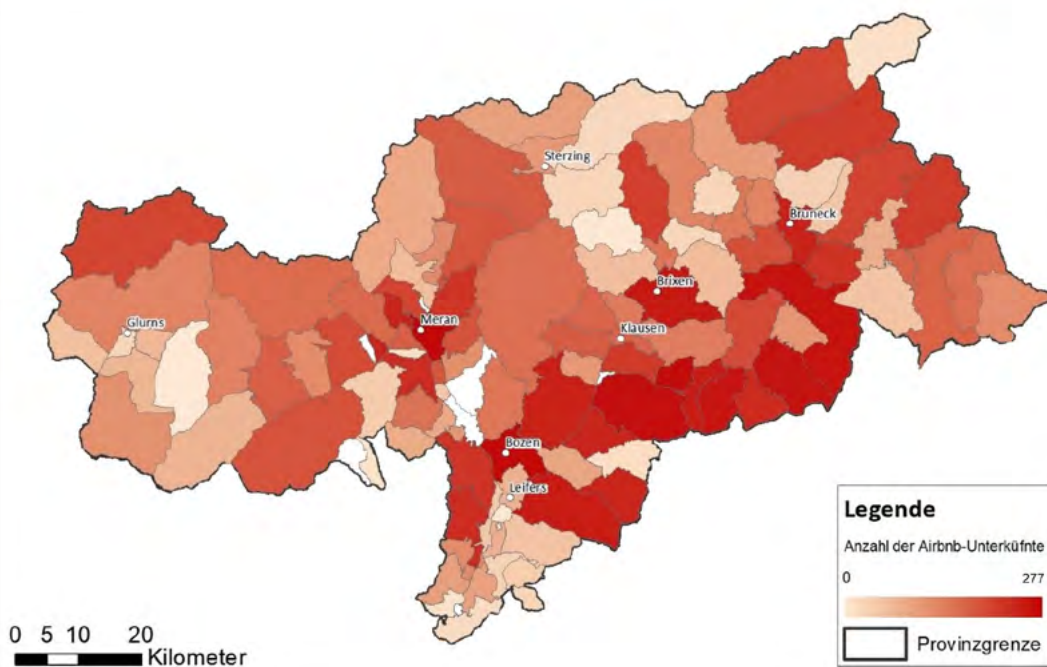 Sterzing
Bruneck
Brixen
Glurns
Meran
Klausen
Bozen
Leifers
Legende
Anzahl der Airbnb-Unterküfnte
0 277
Provinzgrenze
0 5 10 20
Kilometer